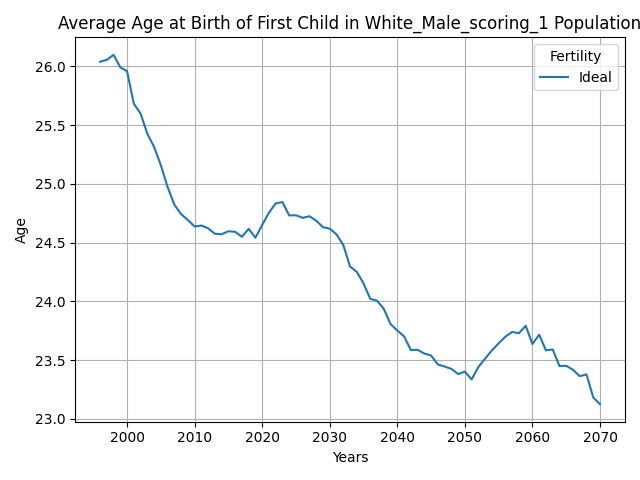 Average Age at Birth of First Child in White_Male_scoring_1 Population
Fertility
Ideal
26.0
25.5
25.0
24.5
24.0
23.5
23.0
Age
2000 2010 2020 2030 2040 2050 2060 2070
Years